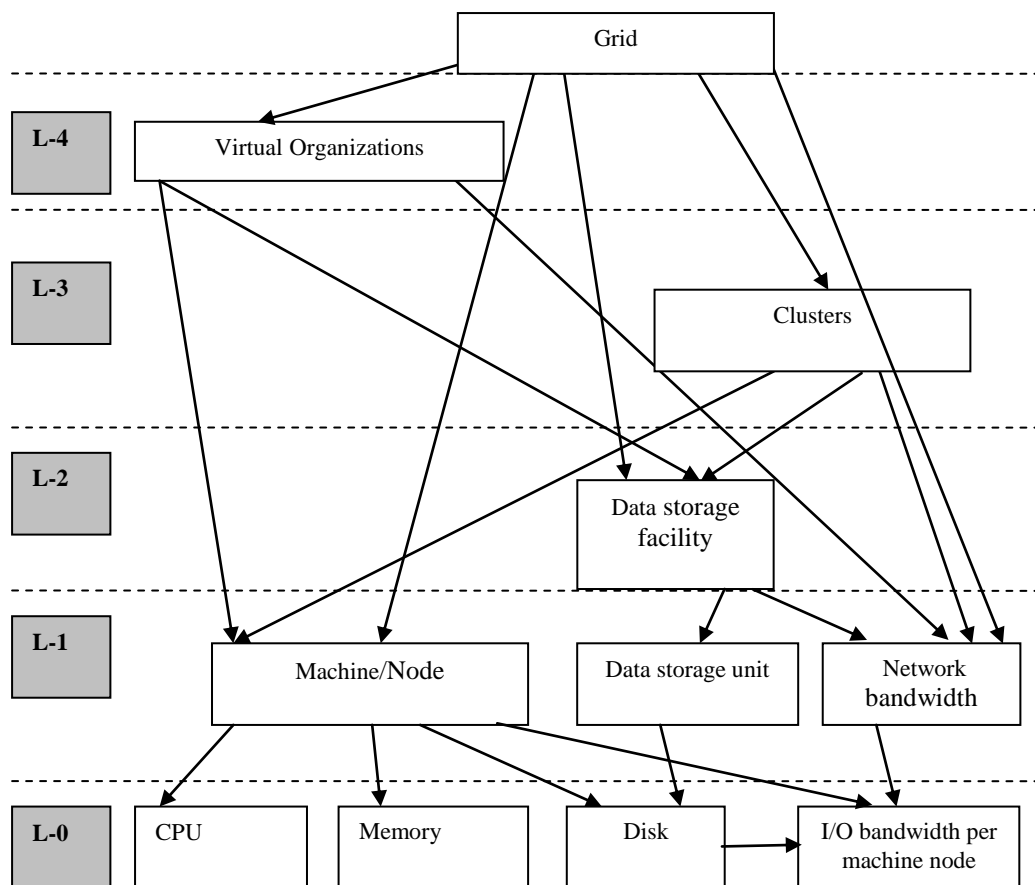 Grid
L-4
Virtual Organizations
L-3
Clusters
L-2
Data storage
facility
L-1
Machine/Node
Data storage unit
Network
bandwidth
L-0
CPU
Memory
Disk
I/O bandwidth per
machine node